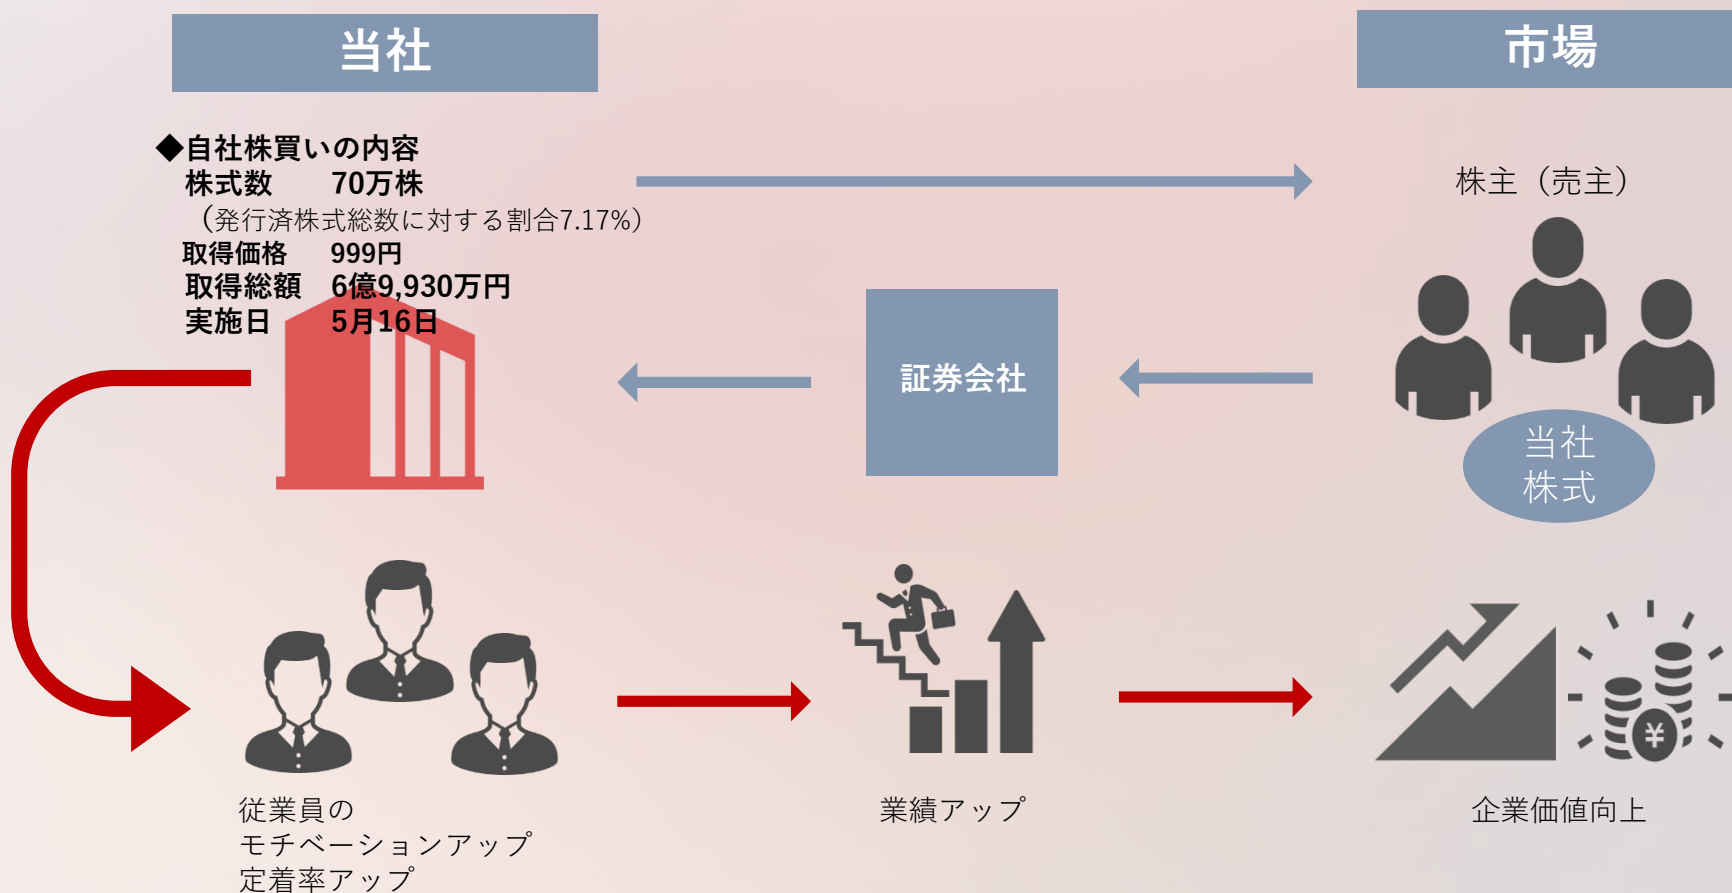 当社
市場
◆自社株買いの内容
株式数 70万株
（発行済株式総数に対する割合7.17%）
取得価格 999円
取得総額 6億9,930万円
実施日 5月16日
株主（売主）
証券会社
当社
株式
¥
従業員の
モチベーションアップ
定着率アップ
業績アップ
企業価値向上